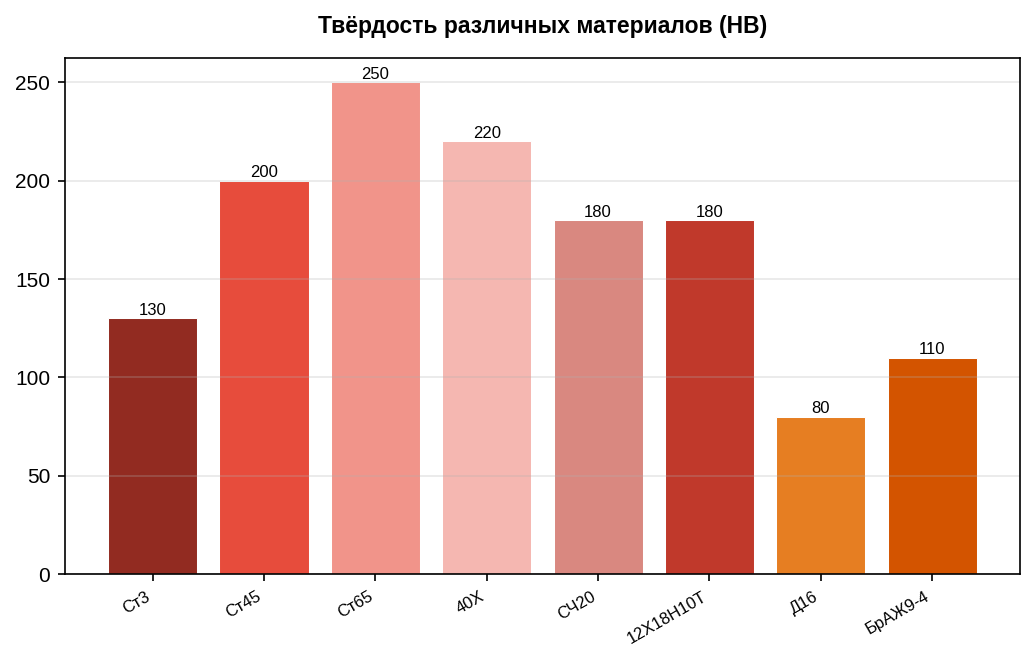 Твёрдость различных материалов (HB)
250
200
150
100
50
0
130
200
250
220
180
180
80
110
Ст3
Ст45
Ст65
40Х
СЧ20
12Х18Н10Т
Д16
БрАЖ9-4